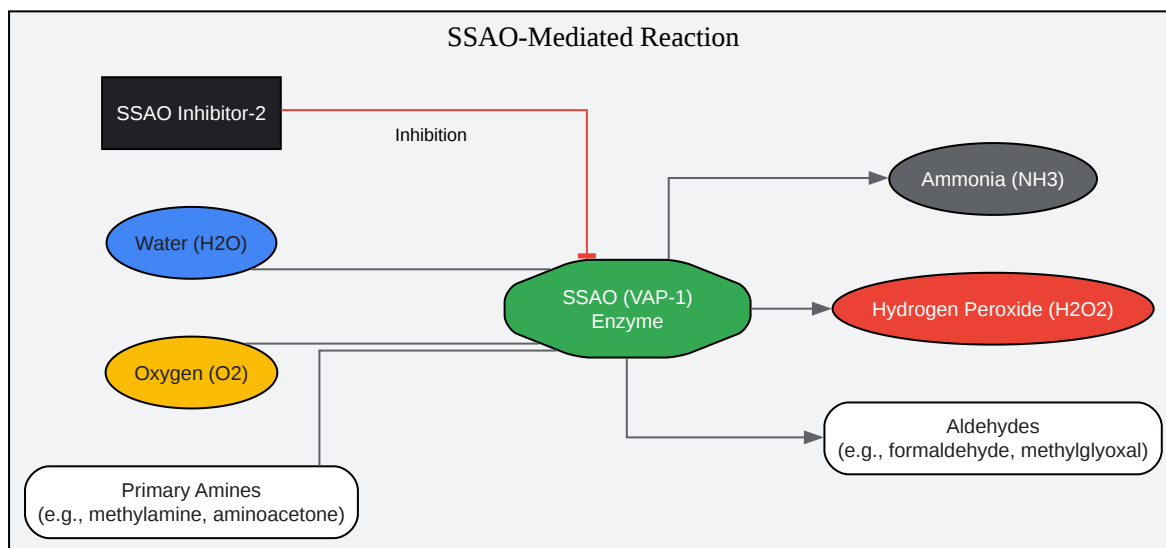 SSAO-Mediated Reaction
SSAO Inhibitor-2
Inhibition
Ammonia (NH3)
Water (H2O)
SSAO (VAP-1)
Enzyme
Hydrogen Peroxide (H2O2)
Oxygen (O2)
Aldehydes
(e.g., formaldehyde, methylglyoxal)
Primary Amines
(e.g., methylamine, aminoacetone)